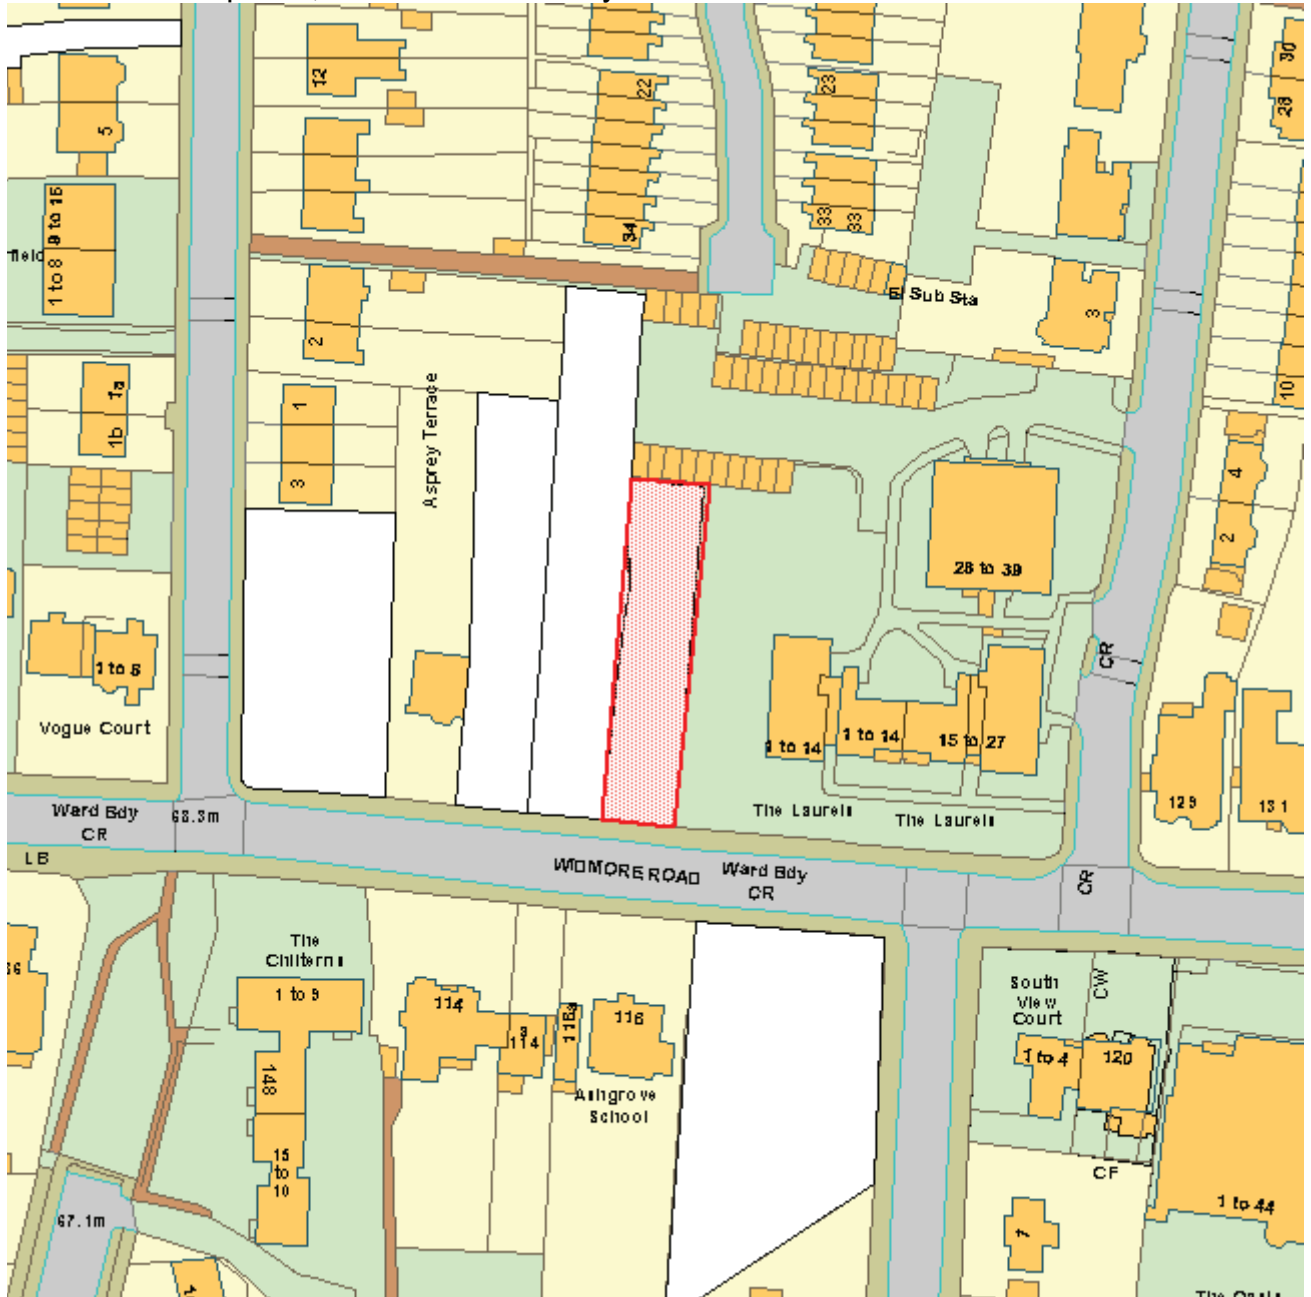 12
22
23
30
28
5
1 to 8 9 to 15
34
33
33
El Sub Sta
2
3
1
3
Asprey Terrace
1a
1b
10
4
2
28 to 39
CR
1 to 8
Vogue Court
1 to 14
1 to 14
15 to 27
The Laurels
The Laurels
129
131
Ward Bdy
CR
68.3m
LB
WIDMORE ROAD
Ward Bdy
CR
CR
The
Chilterns
1 to 9
114
114
116
Ashgrove
School
148
15
to
10
South
View
Court
CW
1 to 4
120
CF
1 to 44
7
67.1m